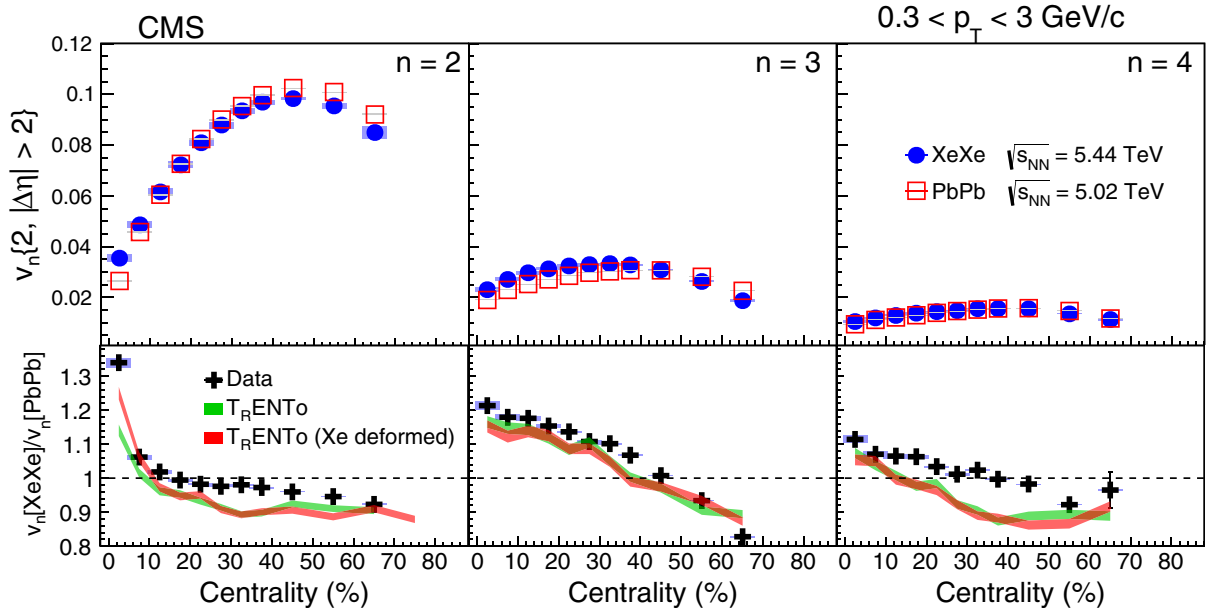 CMS
0.3 < p_T < 3 GeV/c
n = 2
n = 3
n = 4
v_n{2, |Δη| > 2}
0.12
0.1
0.08
0.06
0.04
0.02
XeXe √s_NN = 5.44 TeV
PbPb √s_NN = 5.02 TeV
v_n[XeXe]/v_n[PbPb]
1.3
1.2
1.1
1
0.9
0.8
Data
T_RENTo
T_RENTo (Xe deformed)
0 10 20 30 40 50 60 70 80
0 10 20 30 40 50 60 70 80
0 10 20 30 40 50 60 70 80
Centrality (%)
Centrality (%)
Centrality (%)